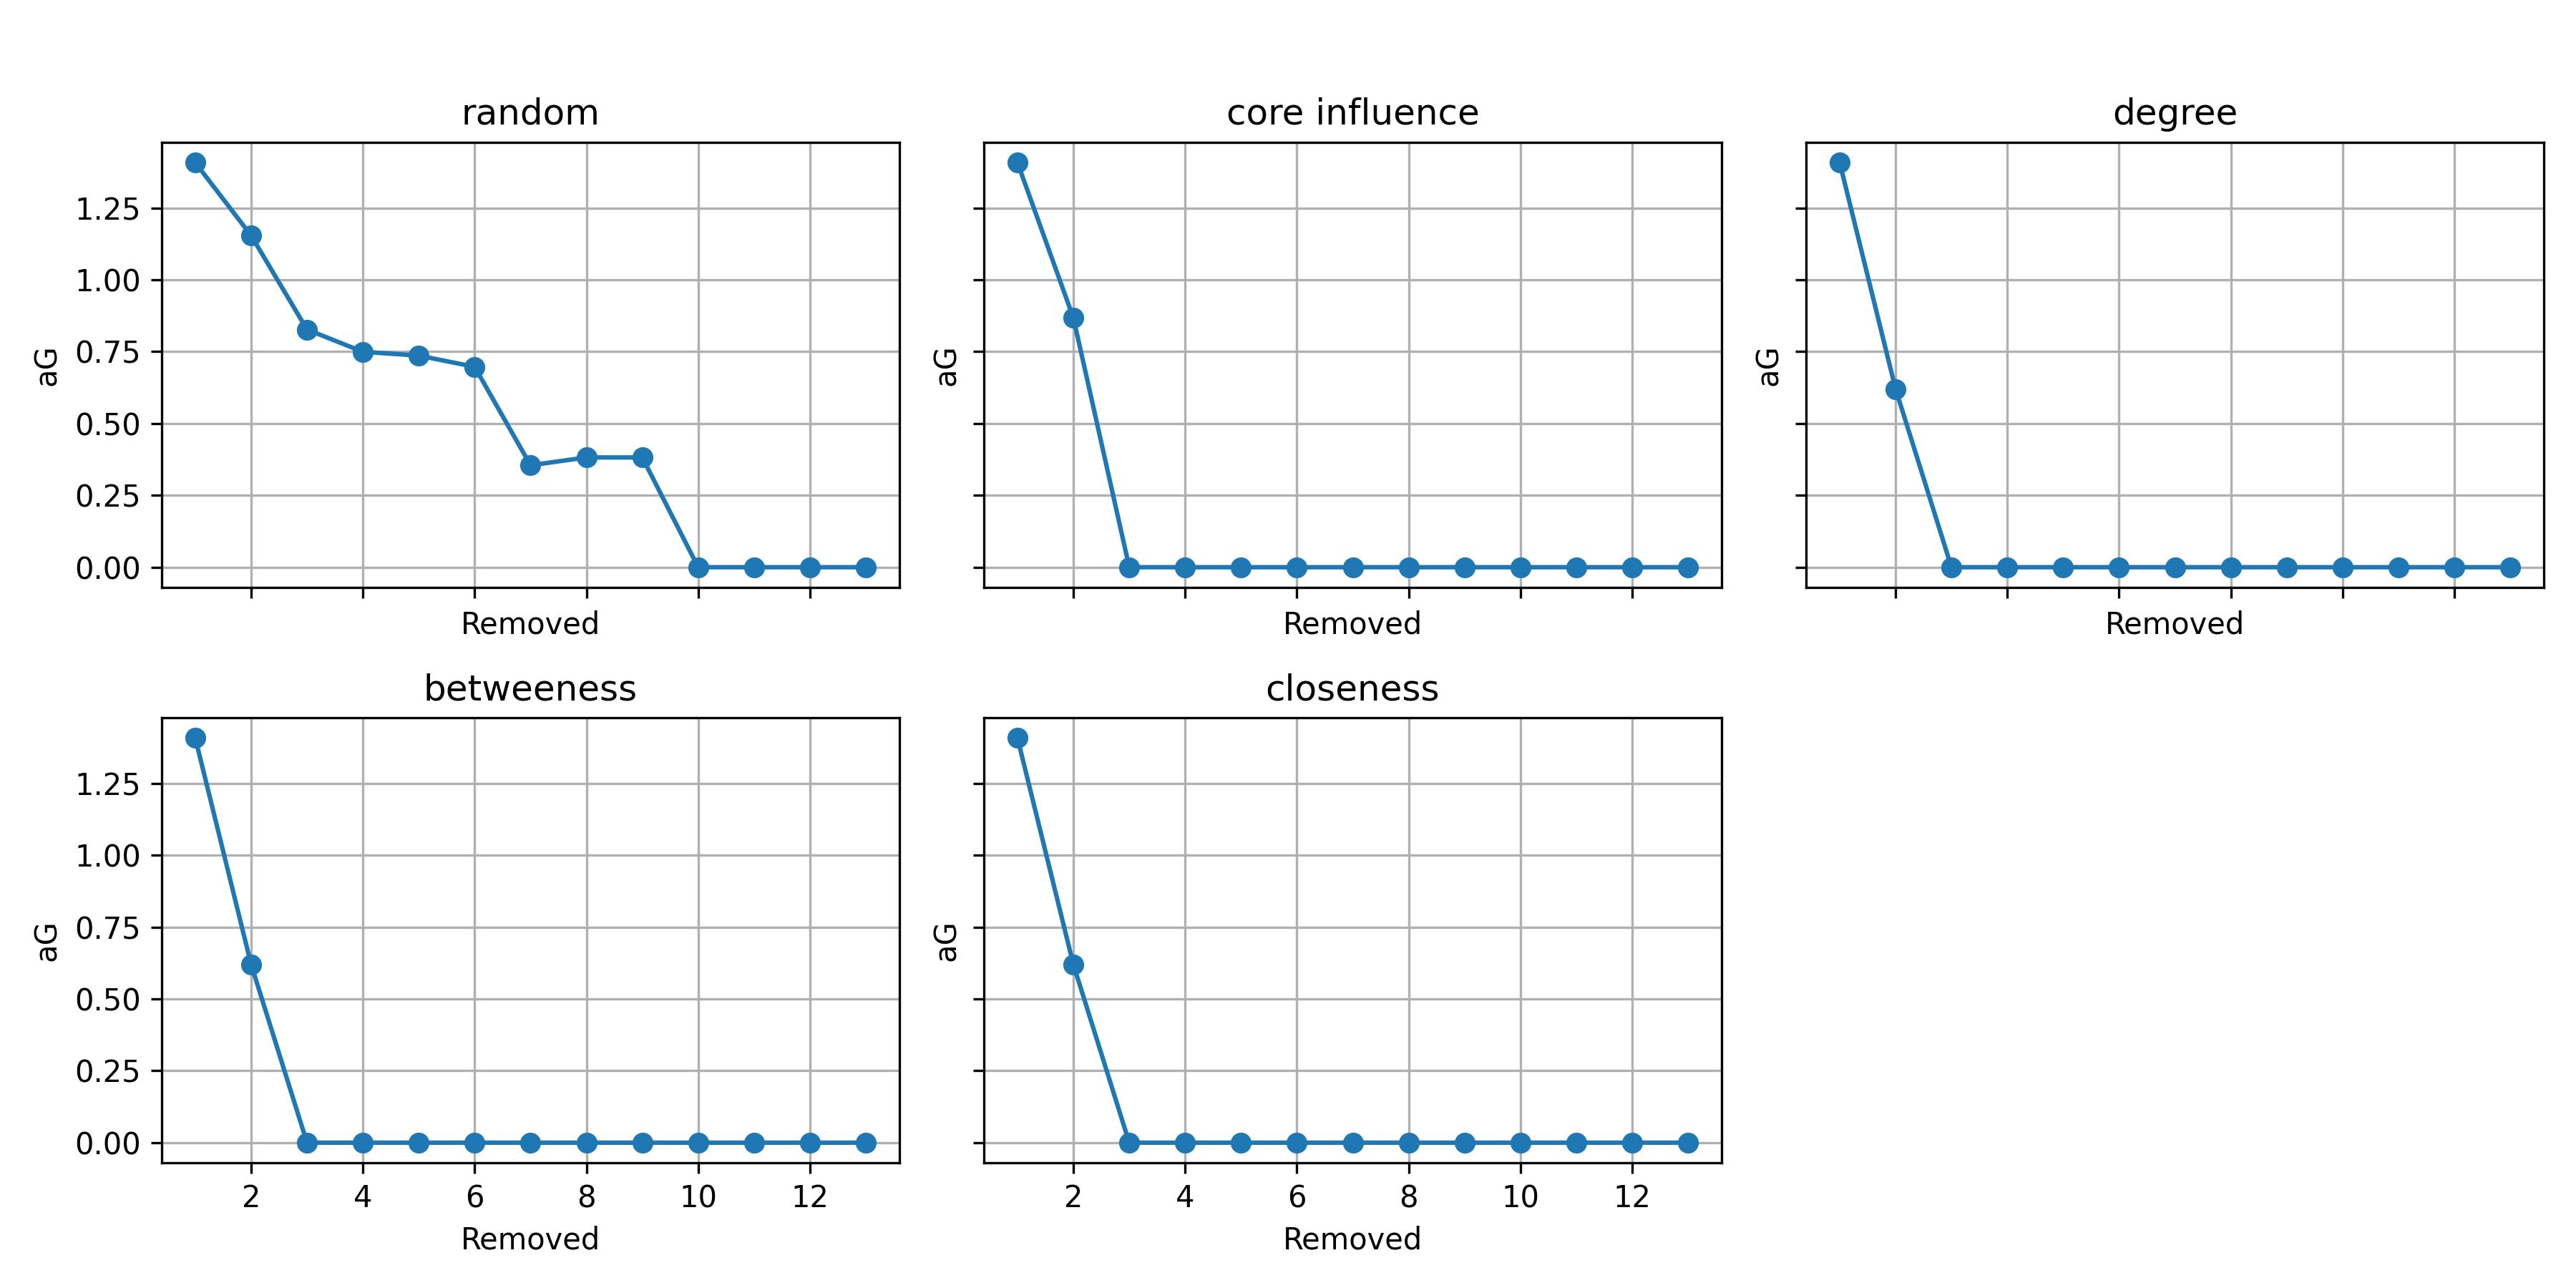 random
core influence
degree
1.25
1.00
0.75
0.50
0.25
0.00
aG
aG
aG
Removed
Removed
Removed
betweeness
closeness
1.25
1.00
0.75
0.50
0.25
0.00
aG
aG
2 4 6 8 10 12
2 4 6 8 10 12
Removed
Removed